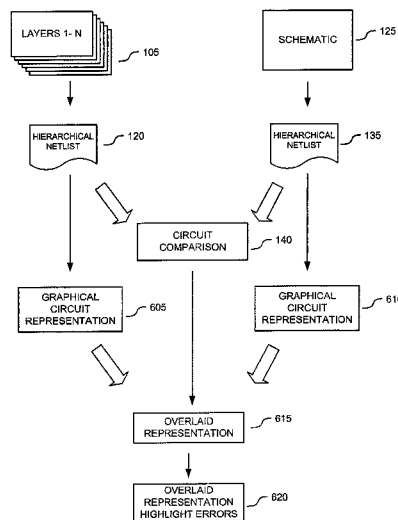 LAYERS 1- N
105
SCHEMATIC
125
HIERARCHICAL
NETLIST
120
HIERARCHICAL
NETLIST
135
CIRCUIT
COMPARISON
140
GRAPHICAL
CIRCUIT
REPRESENTATION
605
GRAPHICAL
CIRCUIT
REPRESENTATION
610
OVERLAID
REPRESENTATION
615
OVERLAID
REPRESENTATION
HIGHLIGHT ERRORS
620